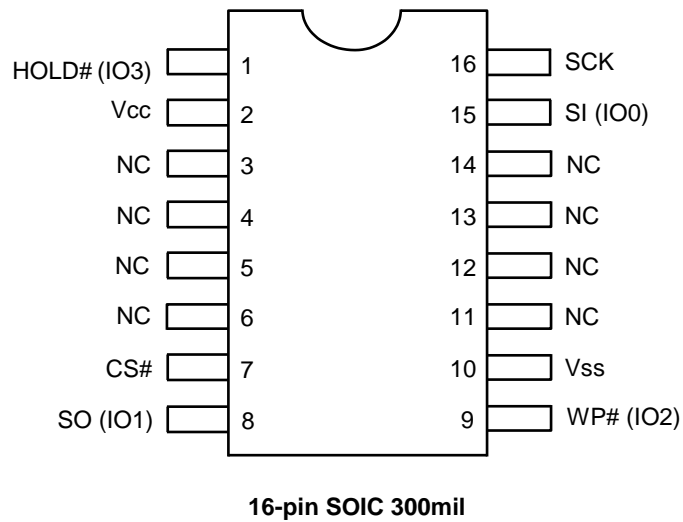 HOLD# (IO3) 1 16 SCK
Vcc 2 15 SI (IO0)
NC 3 14 NC
NC 4 13 NC
NC 5 12 NC
NC 6 11 NC
CS# 7 10 Vss
SO (IO1) 8 9 WP# (IO2)
16-pin SOIC 300mil